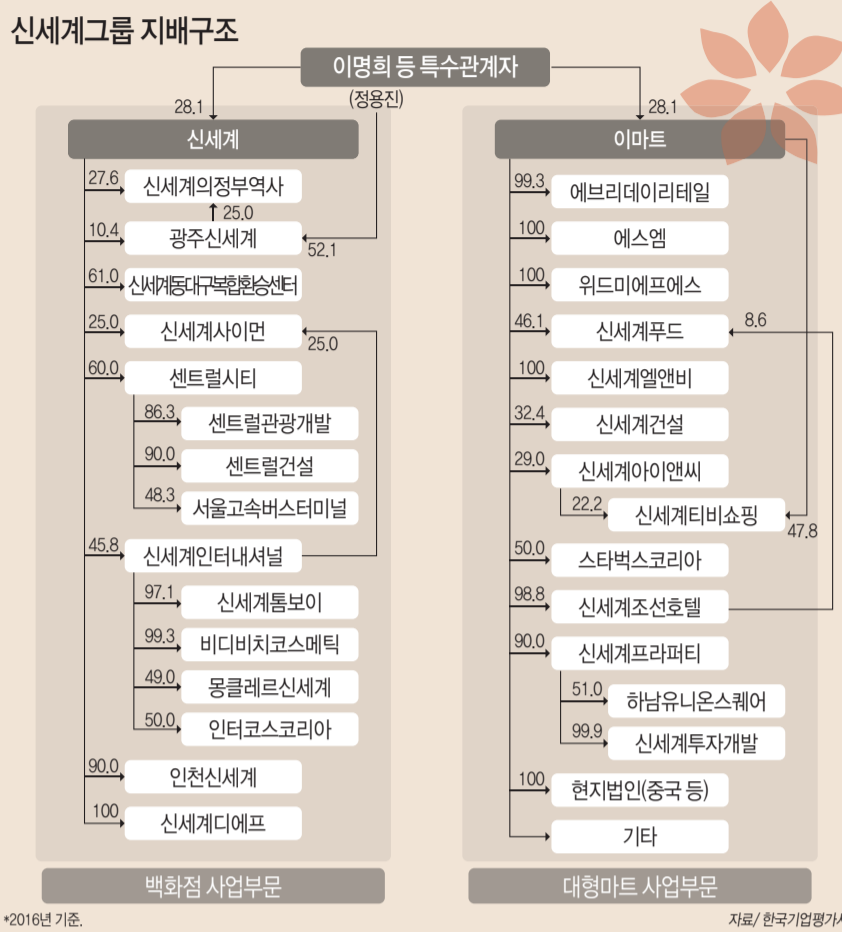 신세계그룹 지배구조
이명희 등 특수관계자
(정용진)
28.1
신세계
27.6
신세계의정부역사
25.0
10.4
광주신세계
52.1
61.0
신세계동대구복합환승센터
25.0
신세계사이먼
25.0
60.0
센트럴시티
86.3
센트럴관광개발
90.0
센트럴건설
48.3
서울고속버스터미널
45.8
신세계인터내셔널
97.1
신세계톰보이
99.3
비디비치코스메틱
49.0
몽클레르신세계
50.0
인터코스코리아
90.0
인천신세계
100
신세계디에프
백화점 사업부문
28.1
이마트
99.3
에브리데이리테일
100
에스엠
100
위드미에프에스
46.1
신세계푸드
8.6
100
신세계엘앤비
32.4
신세계건설
29.0
신세계아이앤씨
22.2
신세계티비쇼핑
47.8
50.0
스타벅스코리아
98.8
신세계조선호텔
90.0
신세계프라퍼티
51.0
하남유니온스퀘어
99.9
신세계투자개발
100
현지법인(중국 등)
기타
대형마트 사업부문
*2016년 기준.
자료/ 한국기업평가